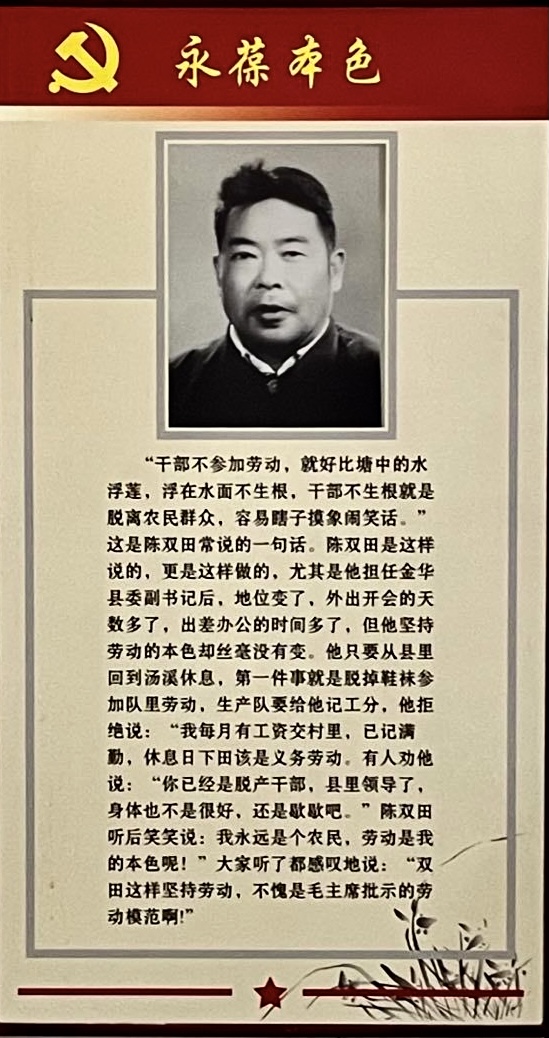 永葆本色
“干部不参加劳动，就好比塘中的水
浮莲，浮在水面不生根，干部不生根就是
脱离农民群众，容易瞎子摸象闹笑话。”
这是陈双田常说的一句话。陈双田是这样
说的，更是这样做的，尤其是他担任金华
县委副书记后，地位变了，外出开会的天
数多了，出差办公的时间多了，但他坚持
劳动的本色却丝毫没有变。他只要从县里
回到汤溪休息，第一件事就是脱掉鞋袜参
加队里劳动，生产队要给他记工分，他拒
绝说：“我每月有工资交村里，已记满
勤，休息日下田该是义务劳动。有人劝他
说：“你已经是脱产干部，县里领导了，
身体也不是很好，还是歇歇吧。”陈双田
听后笑笑说：我永远是个农民，劳动是我
的本色呢！”大家听了都感叹地说：“双
田这样坚持劳动，不愧是毛主席批示的劳
动模范啊!”